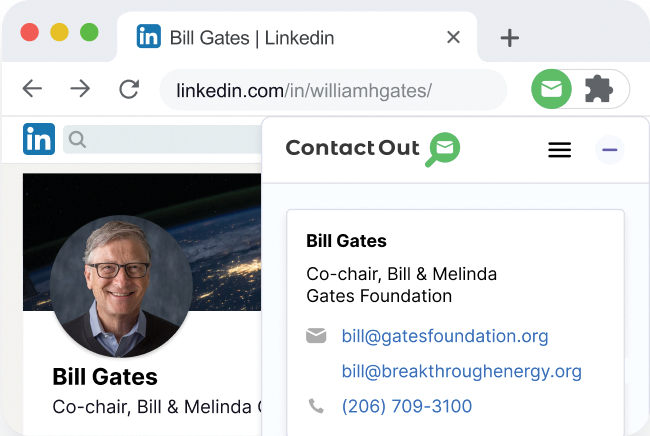 in Bill Gates | Linkedin
linkedin.com/in/williamhgates/
in
ContactOut
Bill Gates
Co-chair, Bill & Melinda
Gates Foundation
bill@gatesfoundation.org
bill@breakthroughenergy.org
(206) 709-3100
Bill Gates
Co-chair, Bill & Melinda